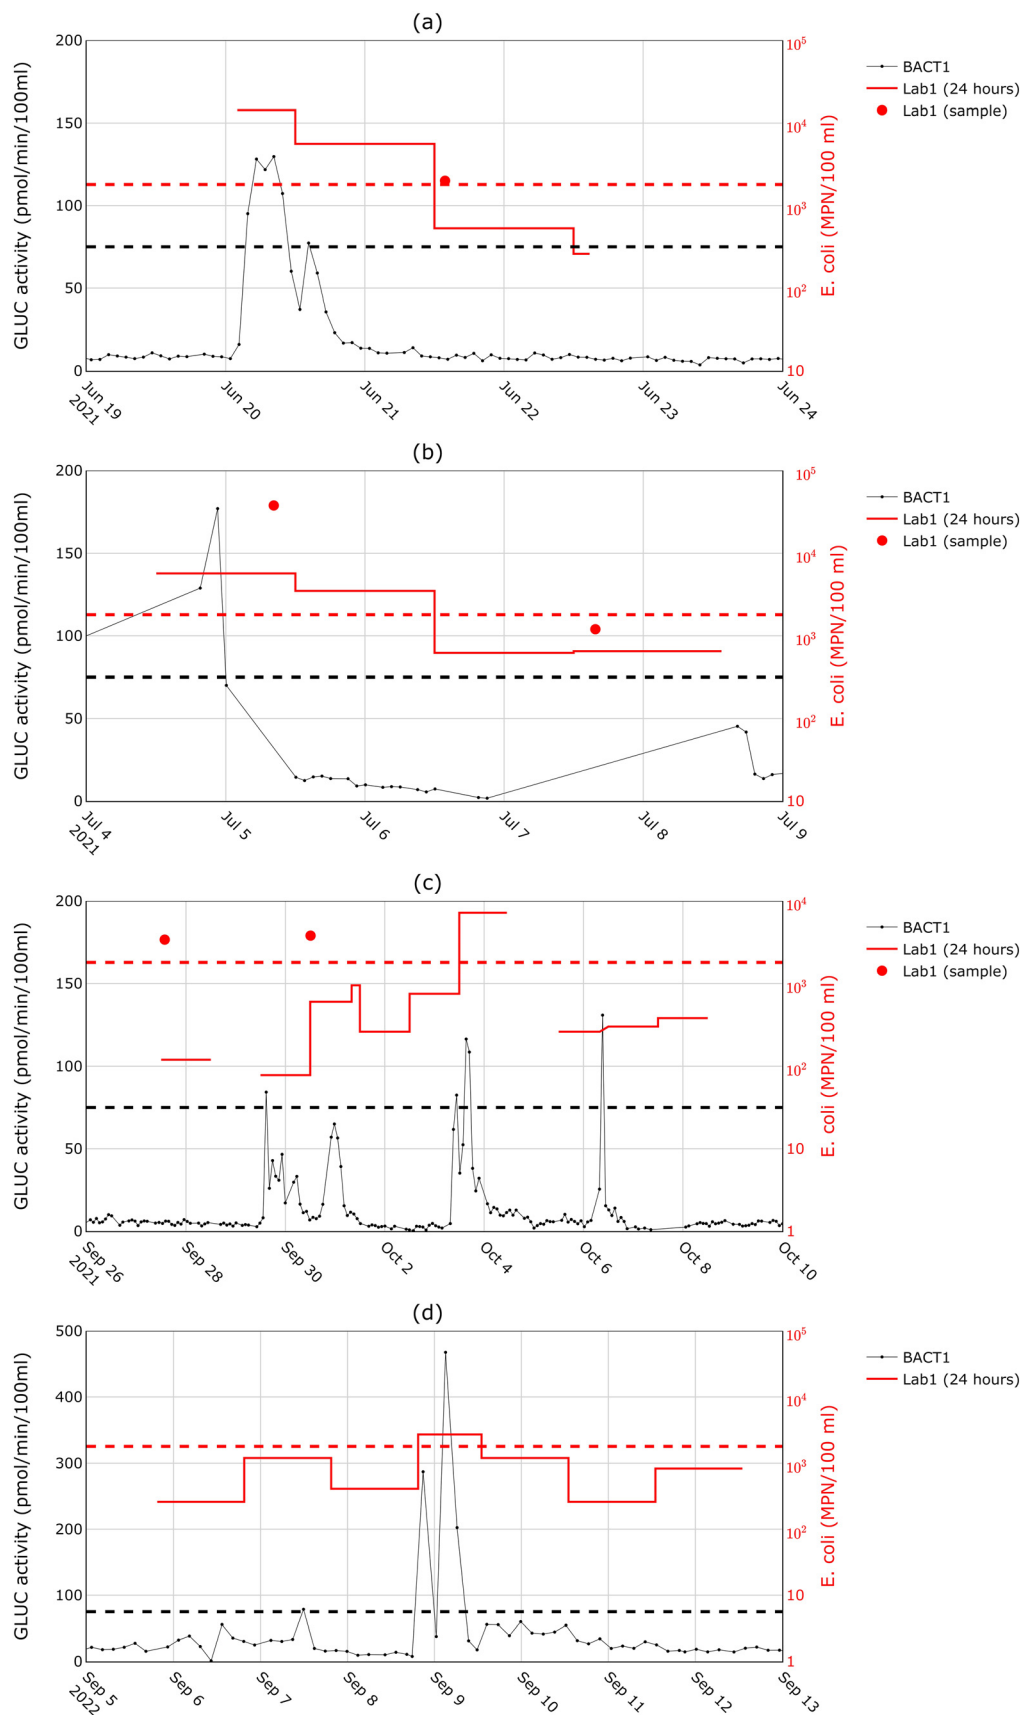 (a)
GLUC activity (pmol/min/100ml)
200
150
100
50
0
10⁵
10⁴
10³
10²
10
E. coli (MPN/100 ml)
Jun 19
2021
Jun 20
Jun 21
Jun 22
Jun 23
Jun 24
BACT1
Lab1 (24 hours)
Lab1 (sample)
(b)
GLUC activity (pmol/min/100ml)
200
150
100
50
0
10⁵
10⁴
10³
10²
10
E. coli (MPN/100 ml)
Jul 4
2021
Jul 5
Jul 6
Jul 7
Jul 8
Jul 9
BACT1
Lab1 (24 hours)
Lab1 (sample)
(c)
GLUC activity (pmol/min/100ml)
200
150
100
50
0
10⁴
10³
10²
10
1
E. coli (MPN/100 ml)
Sep 26
2021
Sep 28
Sep 30
Oct 2
Oct 4
Oct 6
Oct 8
Oct 10
BACT1
Lab1 (24 hours)
Lab1 (sample)
(d)
GLUC activity (pmol/min/100ml)
500
400
300
200
100
0
10⁵
10⁴
10³
10²
10
1
E. coli (MPN/100 ml)
Sep 5
2022
Sep 6
Sep 7
Sep 8
Sep 9
Sep 10
Sep 11
Sep 12
Sep 13
BACT1
Lab1 (24 hours)